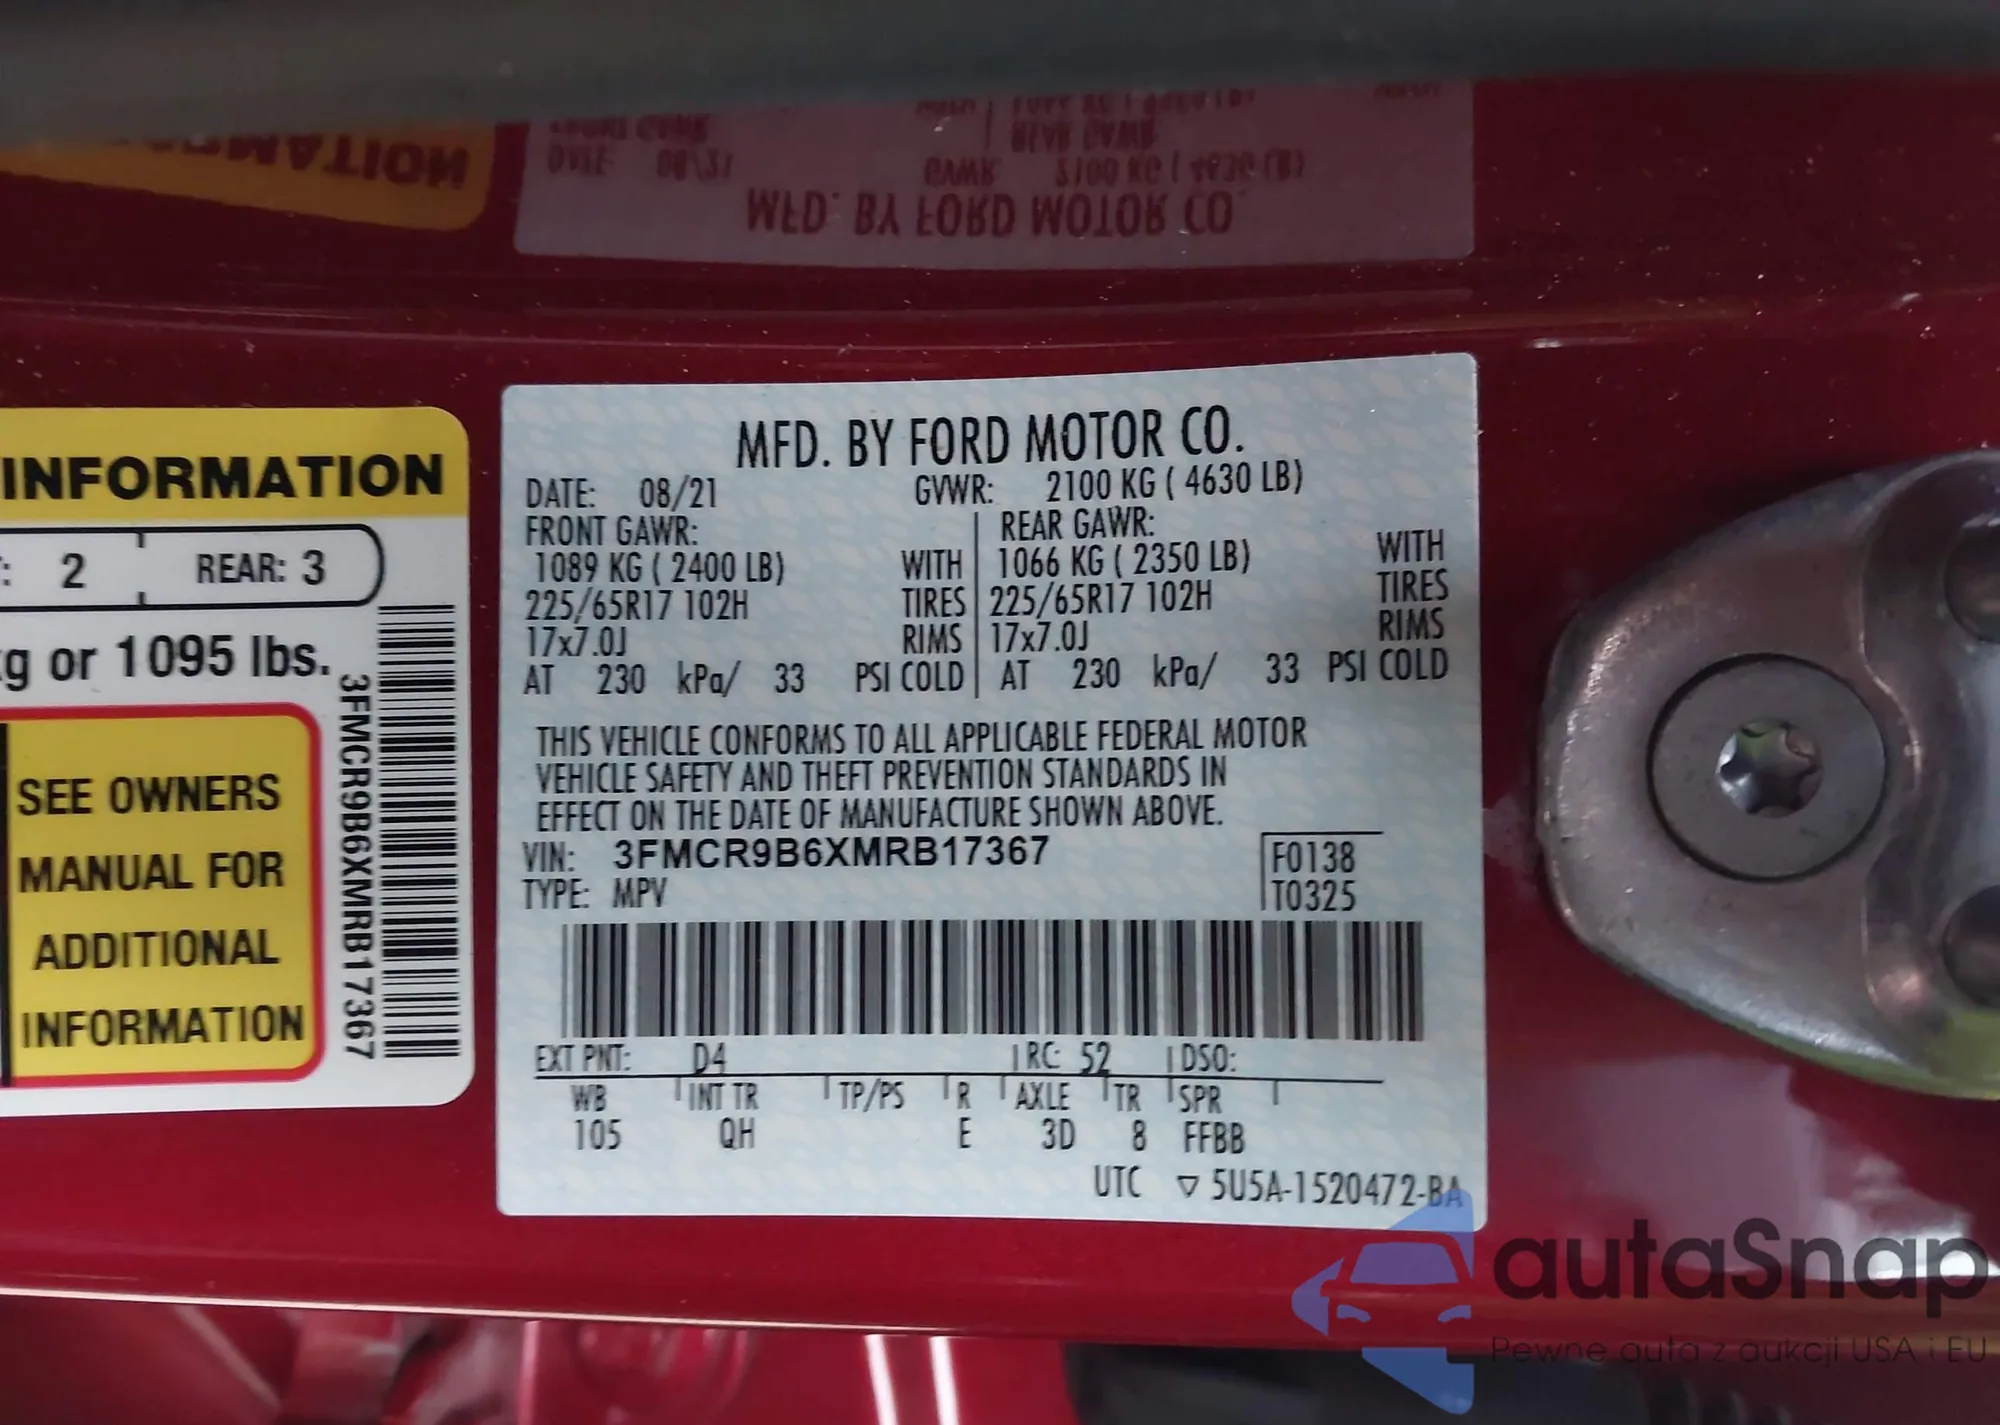 INFORMATION
: 2 REAR: 3
g or 1095 lbs.
SEE OWNERS
MANUAL FOR
ADDITIONAL
INFORMATION
3FMCR9B6XMRB17367
MFD. BY FORD MOTOR CO.
DATE: 08/21 GVWR: 2100 KG ( 4630 LB)
FRONT GAWR: REAR GAWR:
1089 KG ( 2400 LB) WITH 1066 KG ( 2350 LB) WITH
225/65R17 102H TIRES 225/65R17 102H TIRES
17x7.0J RIMS 17x7.0J RIMS
AT 230 kPa/ 33 PSI COLD AT 230 kPa/ 33 PSI COLD
THIS VEHICLE CONFORMS TO ALL APPLICABLE FEDERAL MOTOR
VEHICLE SAFETY AND THEFT PREVENTION STANDARDS IN
EFFECT ON THE DATE OF MANUFACTURE SHOWN ABOVE.
VIN: 3FMCR9B6XMRB17367 F0138
TYPE: MPV T0325
EXT PNT: D4 RC: 52 DSO:
WB INT TR TP/PS R AXLE TR SPR
105 QH E 3D 8 FFBB
UTC ▽ 5U5A-1520472-BA
autaSnap
Pewne auta z aukcji USA i EU